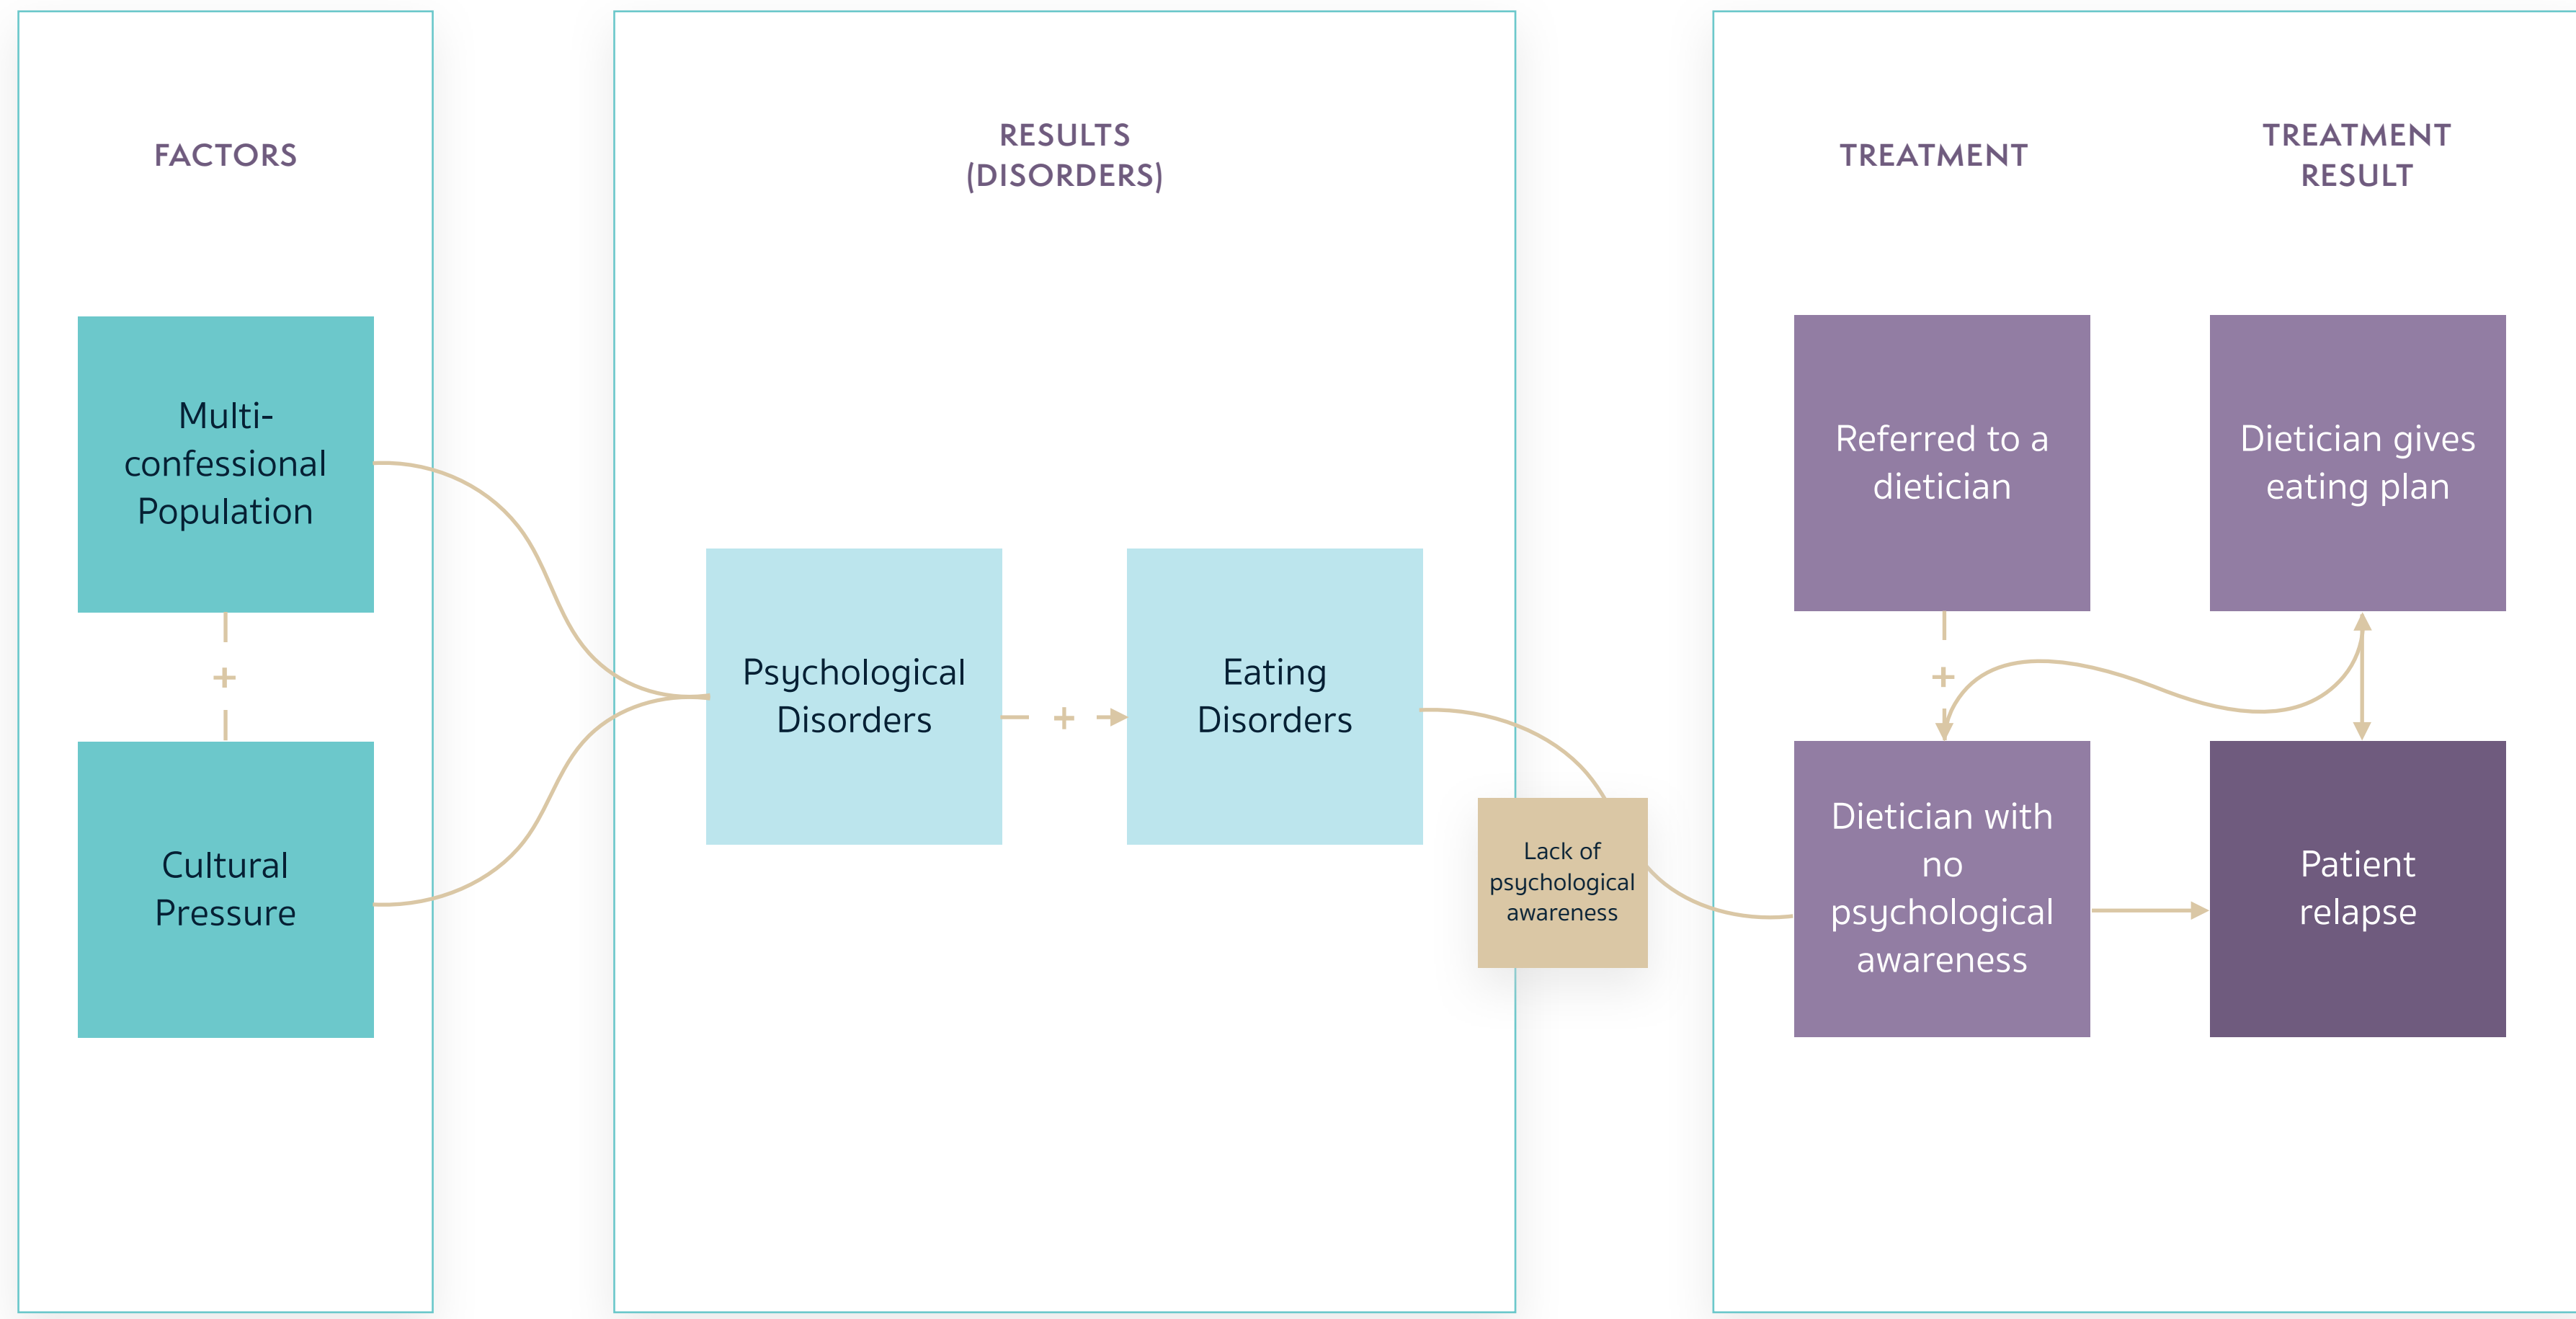 FACTORS
RESULTS
(DISORDERS)
TREATMENT
TREATMENT
RESULT
Multi-
confessional
Population
+
Cultural
Pressure
Psychological
Disorders
+
Eating
Disorders
Lack of
psychological
awareness
Referred to a
dietician
+
Dietician with
no
psychological
awareness
Dietician gives
eating plan
Patient
relapse